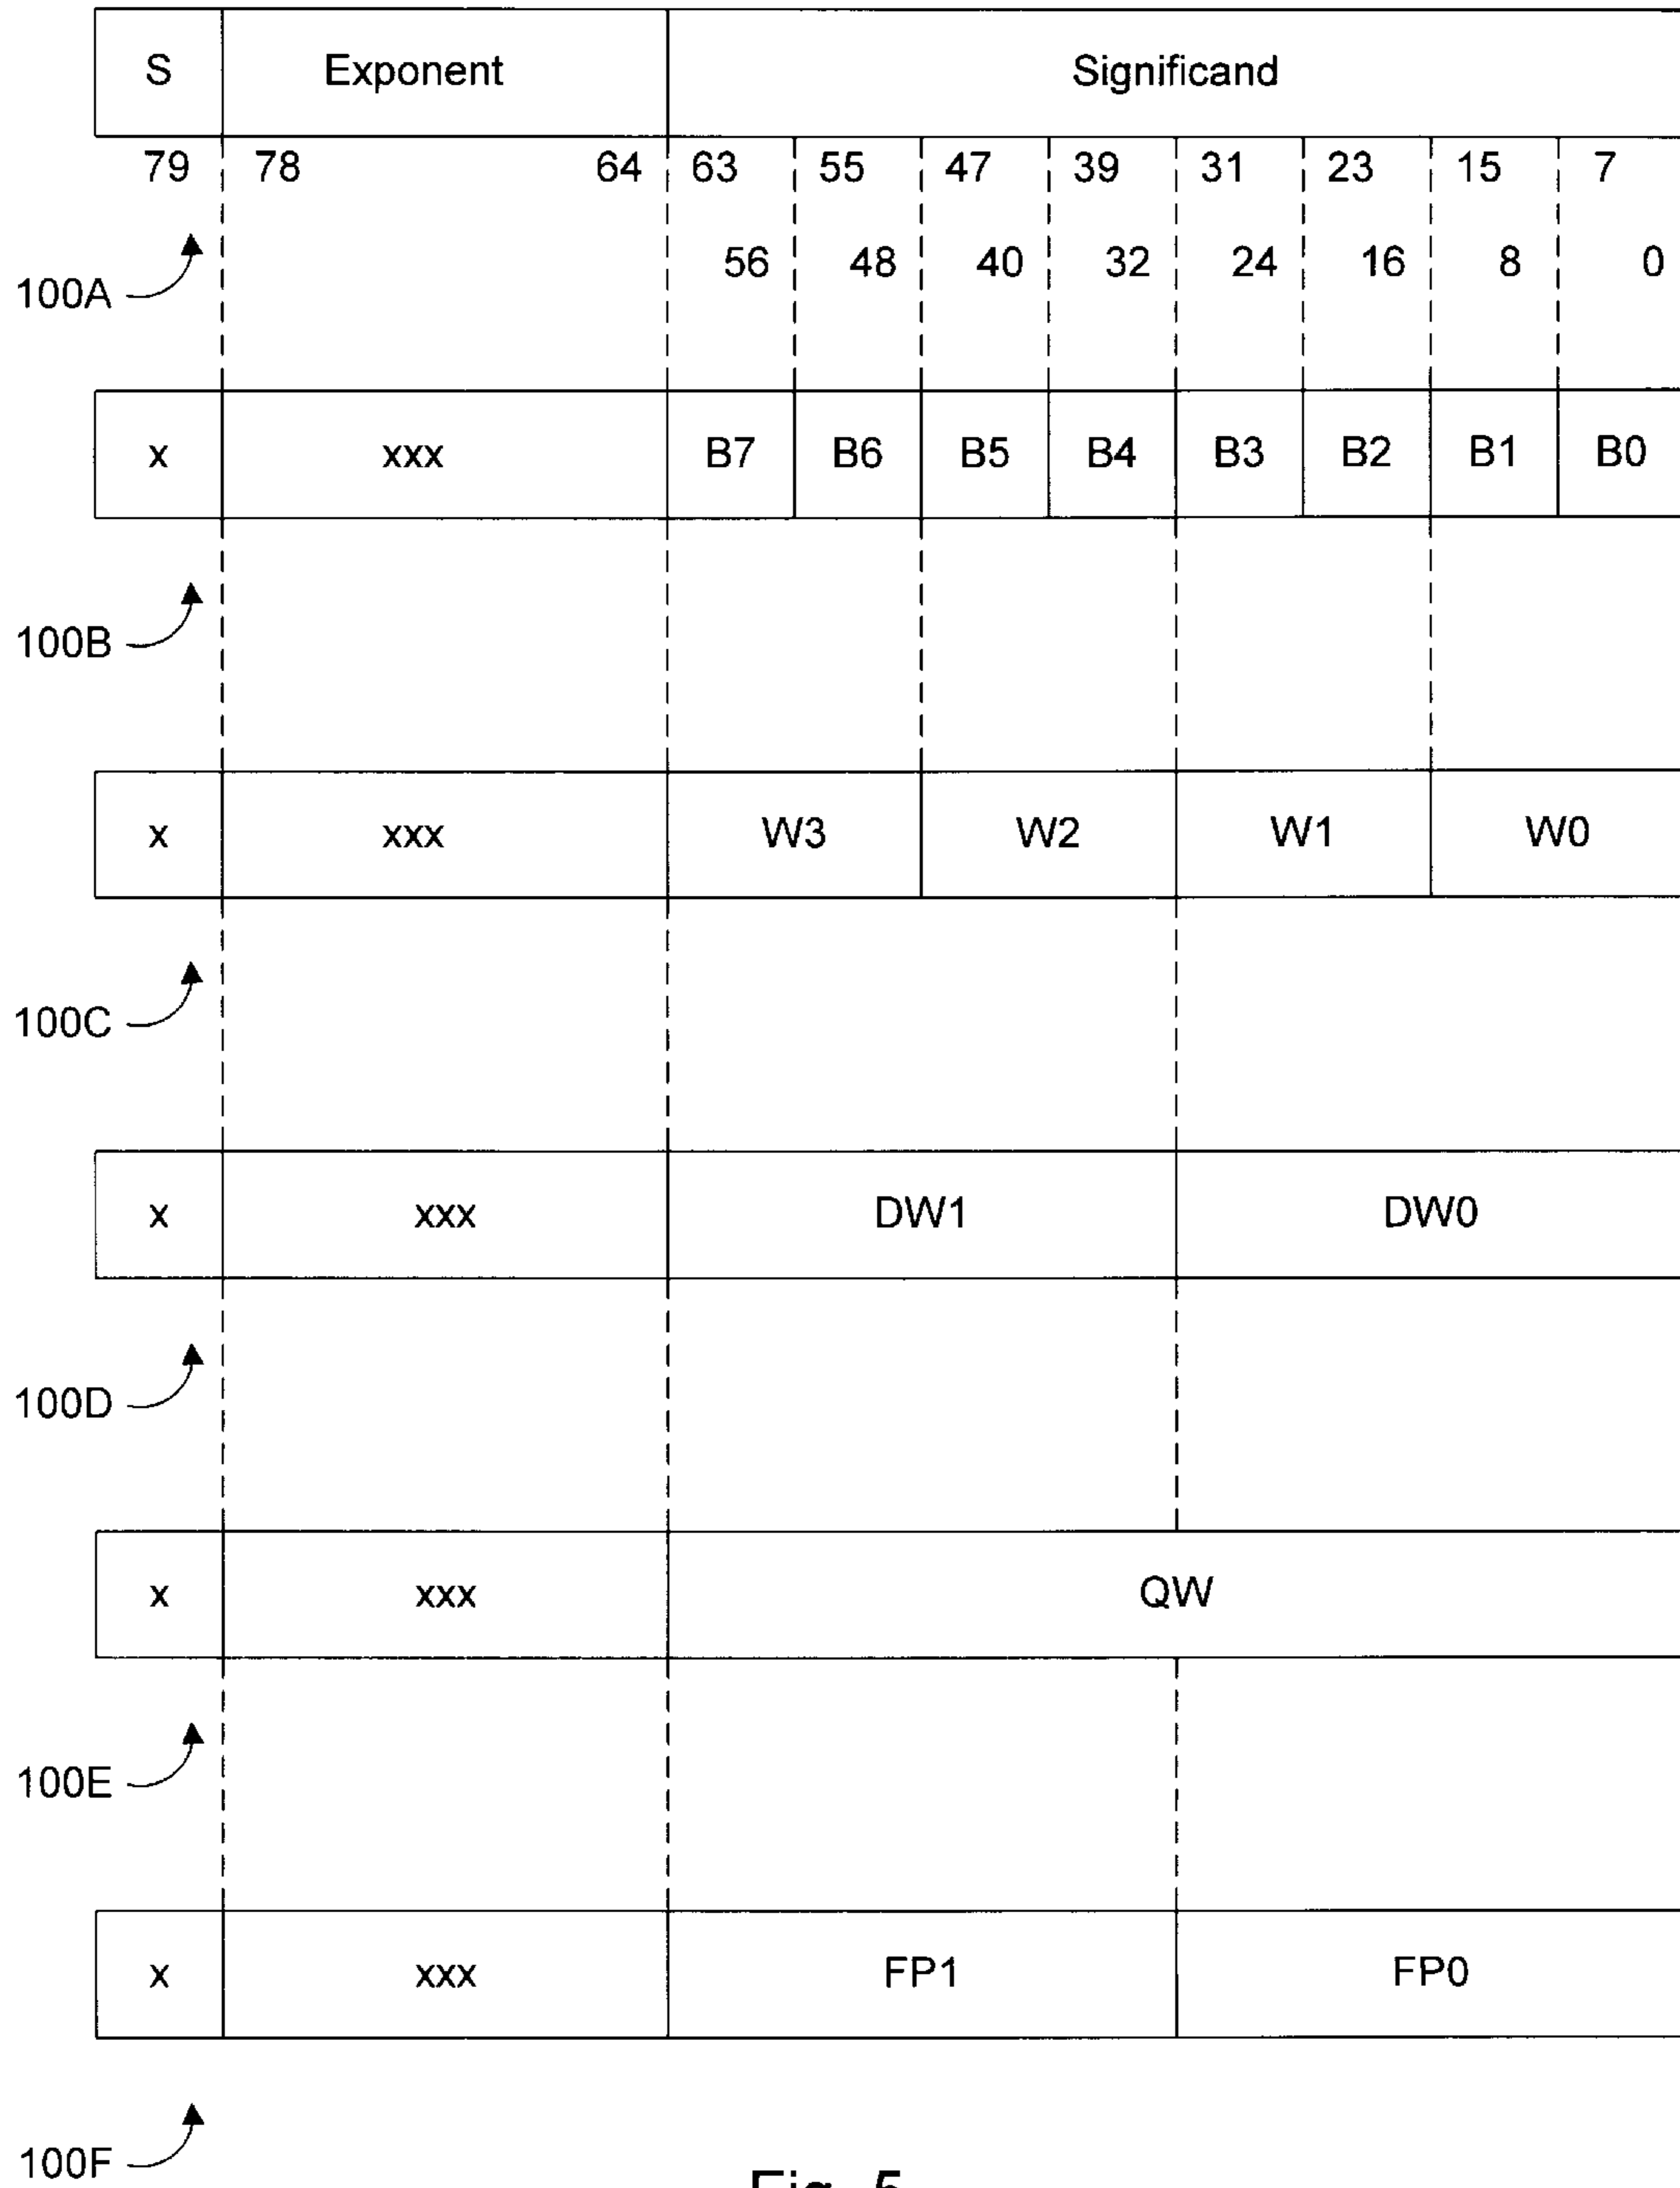 S Exponent Significand
79 78 64 63 55 47 39 31 23 15 7
56 48 40 32 24 16 8 0
100A
x xxx B7 B6 B5 B4 B3 B2 B1 B0
100B
x xxx W3 W2 W1 W0
100C
x xxx DW1 DW0
100D
x xxx QW
100E
x xxx FP1 FP0
100F
Fig. 5